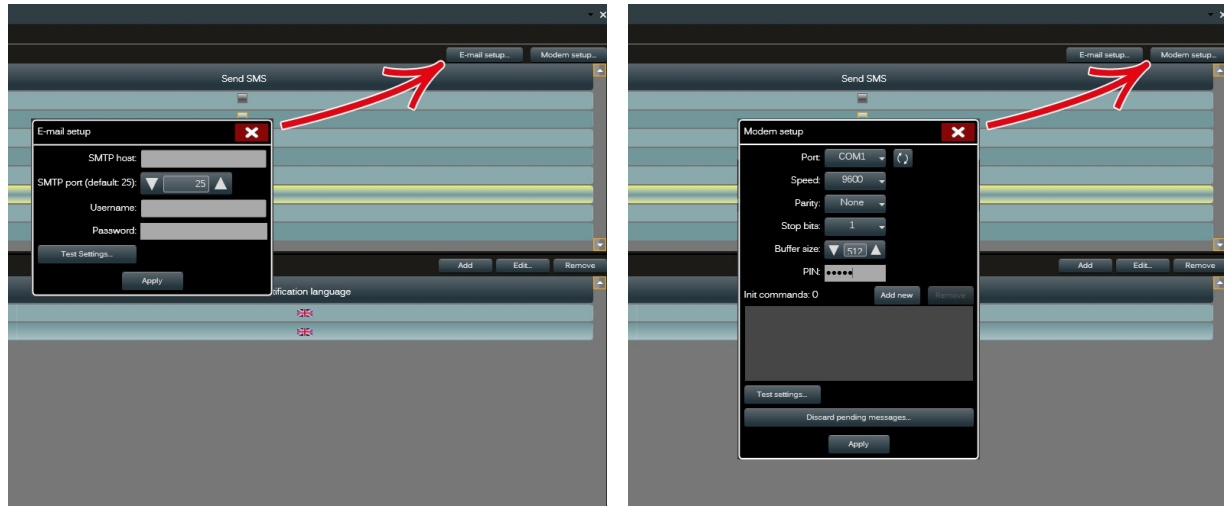 E-mail setup... Modem setup...
Send SMS
E-mail setup
SMTP host:
SMTP port (default: 25): 25
Username:
Password:
Test Settings...
Apply
Add Edit... Remove
tification language
E-mail setup... Modem setup...
Send SMS
Modem setup
Port: COM1
Speed: 9600
Parity: None
Stop bits: 1
Buffer size: 512
PIN: •••••
Init commands: 0 Add new Remove
Test settings...
Discard pending messages...
Apply
Add Edit... Remove